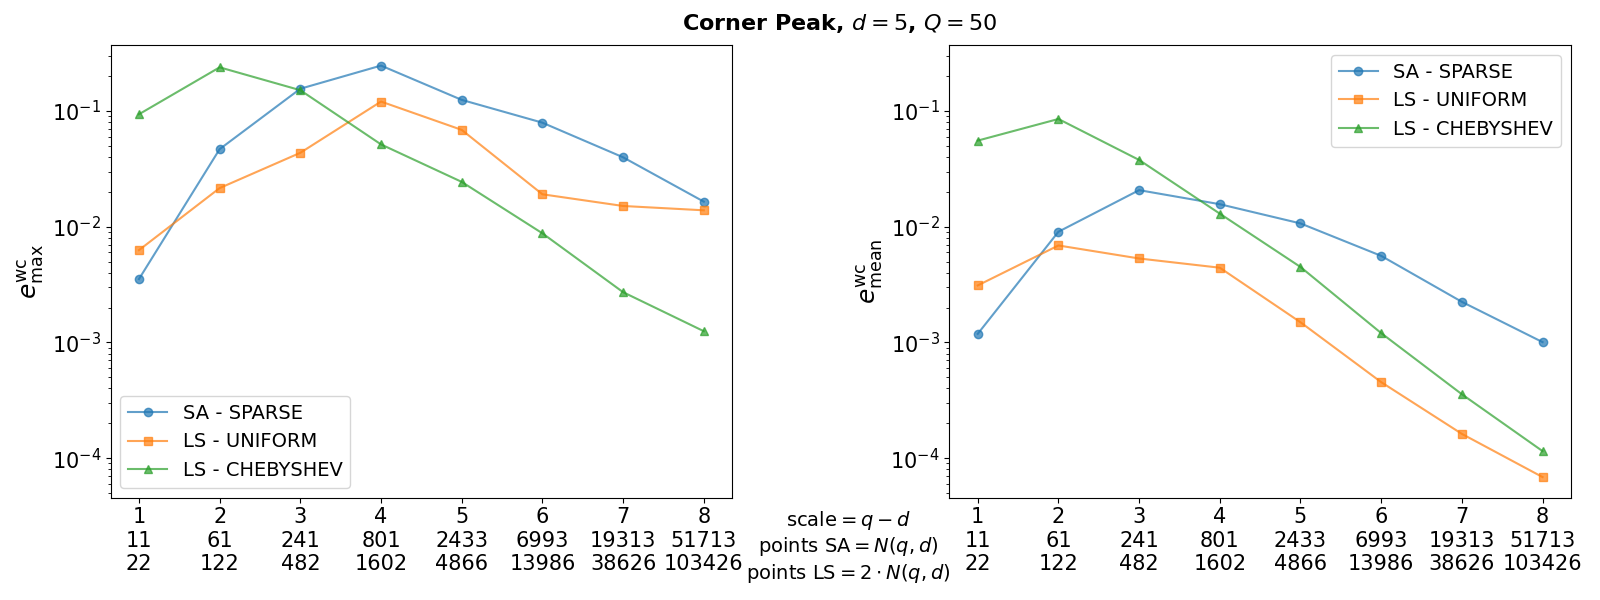 Corner Peak, d = 5, Q = 50
10⁻¹
10⁻²
10⁻³
10⁻⁴
e^wc_max
SA - SPARSE
LS - UNIFORM
LS - CHEBYSHEV
1 2 3 4 5 6 7 8
11 61 241 801 2433 6993 19313 51713
22 122 482 1602 4866 13986 38626 103426
scale = q − d
points SA = N(q, d)
points LS = 2 · N(q, d)
10⁻¹
10⁻²
10⁻³
10⁻⁴
e^wc_mean
SA - SPARSE
LS - UNIFORM
LS - CHEBYSHEV
1 2 3 4 5 6 7 8
11 61 241 801 2433 6993 19313 51713
22 122 482 1602 4866 13986 38626 103426